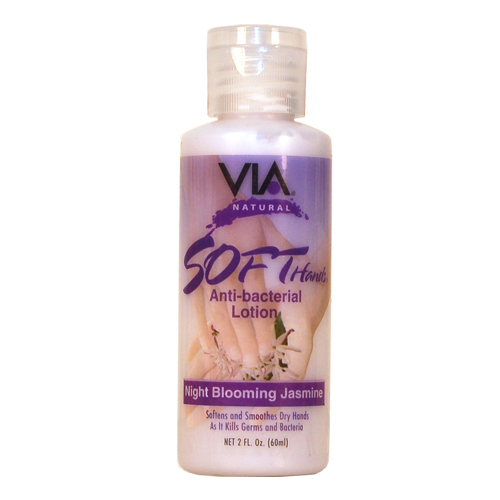 VIA®
NATURAL
SOFT Hands
Anti-bacterial
Lotion
Night Blooming Jasmine
Softens and Smoothes Dry Hands
As It Kills Germs and Bacteria
NET 2 FL. Oz. (60ml)